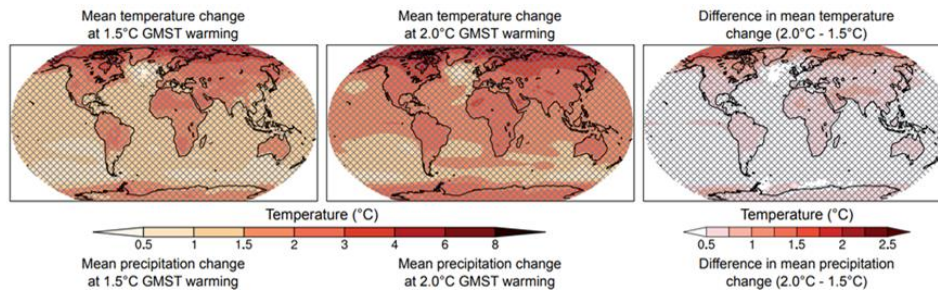 Mean temperature change
at 1.5°C GMST warming
Mean temperature change
at 2.0°C GMST warming
Difference in mean temperature
change (2.0°C - 1.5°C)
Temperature (°C)
0.5 1 1.5 2 3 4 6 8
Temperature (°C)
0.5 1 1.5 2 2.5
Mean precipitation change
at 1.5°C GMST warming
Mean precipitation change
at 2.0°C GMST warming
Difference in mean precipitation
change (2.0°C - 1.5°C)